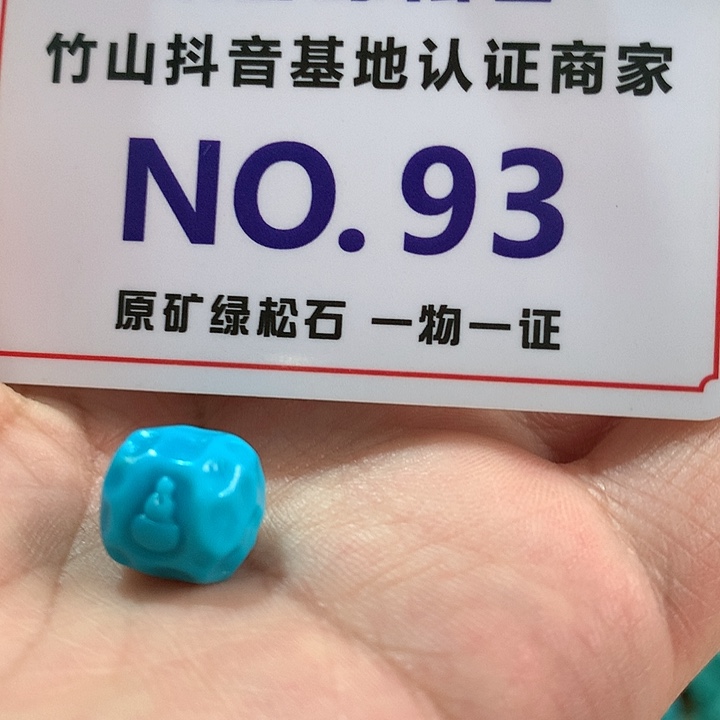 竹山抖音基地认证商家
NO. 93
原矿绿松石 一物一证